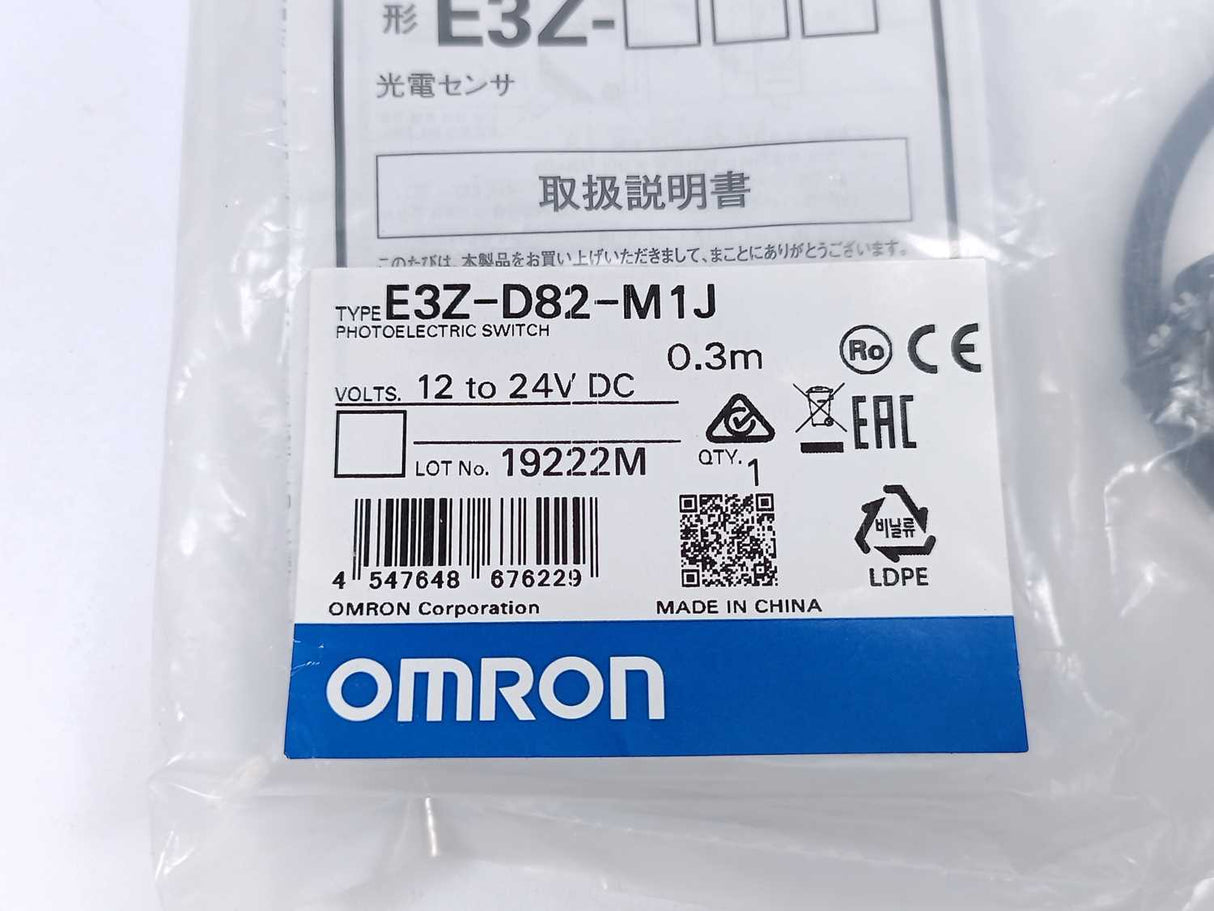 形 E3Z-□□□
光電センサ
取扱説明書
このたびは、本製品をお買い上げいただきまして、まことにありがとうございます。
TYPE E3Z-D82-M1J
PHOTOELECTRIC SWITCH
0.3m
Ro CE
VOLTS. 12 to 24V DC
EAC
LOT No. 19222M
QTY. 1
비닐류
LDPE
4 547648 676229
OMRON Corporation
MADE IN CHINA
OMRON